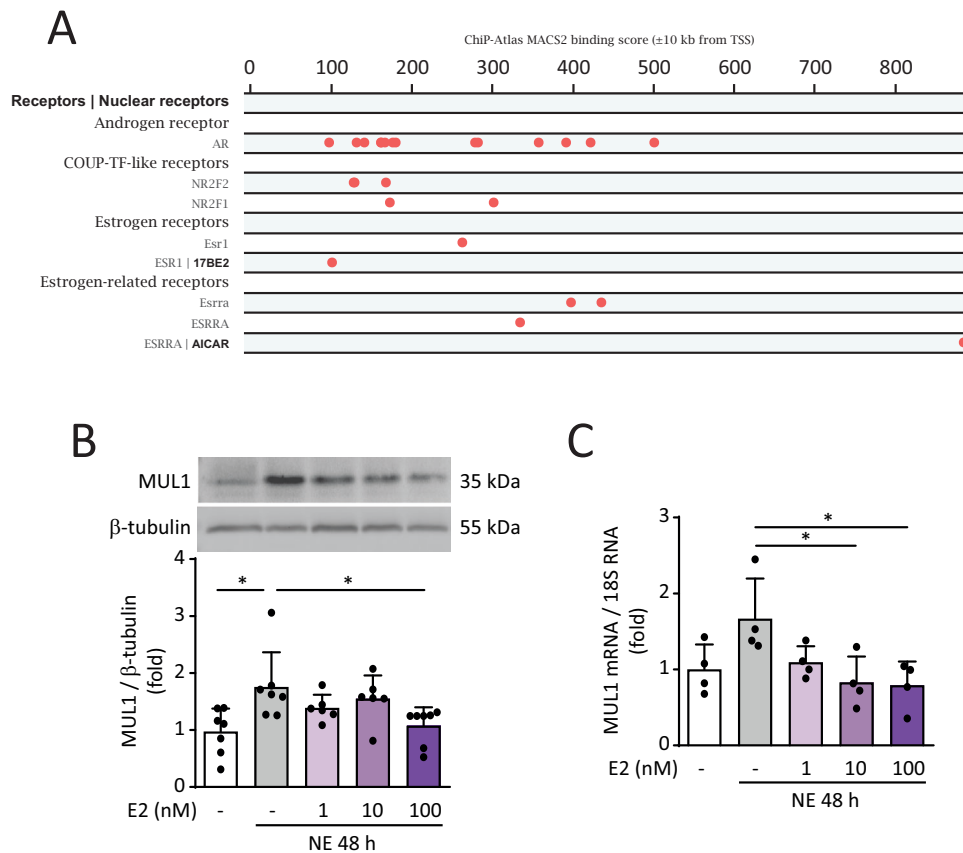 A
ChiP-Atlas MACS2 binding score (±10 kb from TSS)
0 100 200 300 400 500 600 700 800
Receptors | Nuclear receptors
Androgen receptor
AR
COUP-TF-like receptors
NR2F2
NR2F1
Estrogen receptors
Esr1
ESR1 | 17BE2
Estrogen-related receptors
Esrra
ESRRA
ESRRA | AICAR
B
MUL1 35 kDa
β-tubulin 55 kDa
MUL1 / β-tubulin
(fold)
4
3
2
1
0
* *
E2 (nM) - - 1 10 100
NE 48 h
C
MUL1 mRNA / 18S RNA
(fold)
3
2
1
0
*
*
E2 (nM) - - 1 10 100
NE 48 h